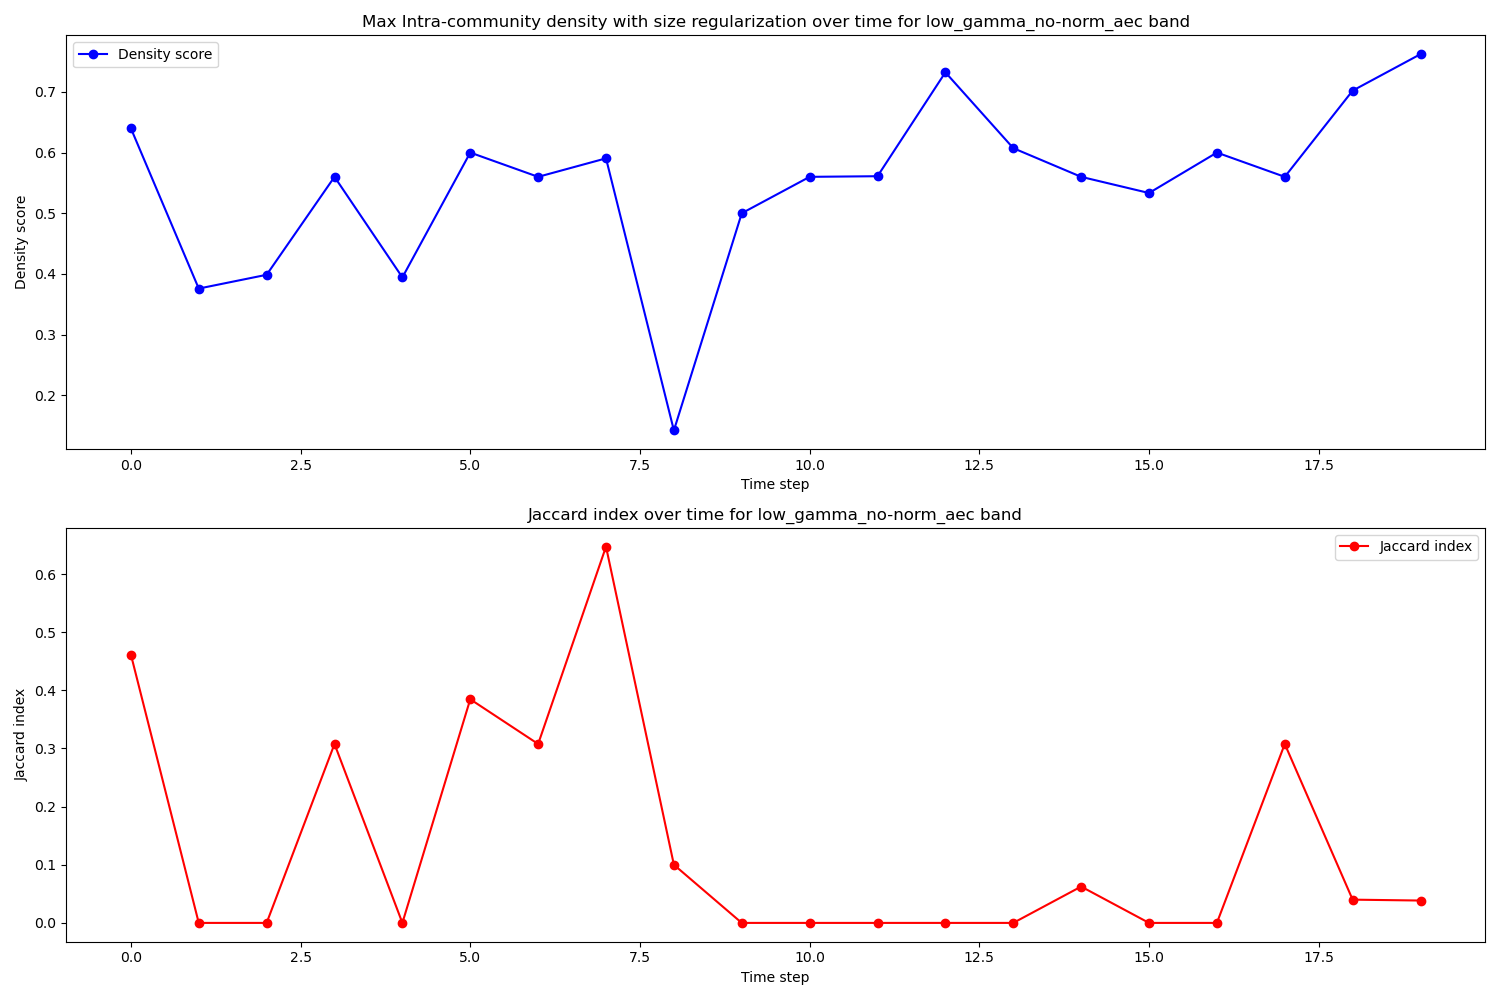 Max Intra-community density with size regularization over time for low_gamma_no-norm_aec band
Density score
Density score
0.7
0.6
0.5
0.4
0.3
0.2
0.0 2.5 5.0 7.5 10.0 12.5 15.0 17.5
Time step
Jaccard index over time for low_gamma_no-norm_aec band
Jaccard index
Jaccard index
0.6
0.5
0.4
0.3
0.2
0.1
0.0
0.0 2.5 5.0 7.5 10.0 12.5 15.0 17.5
Time step